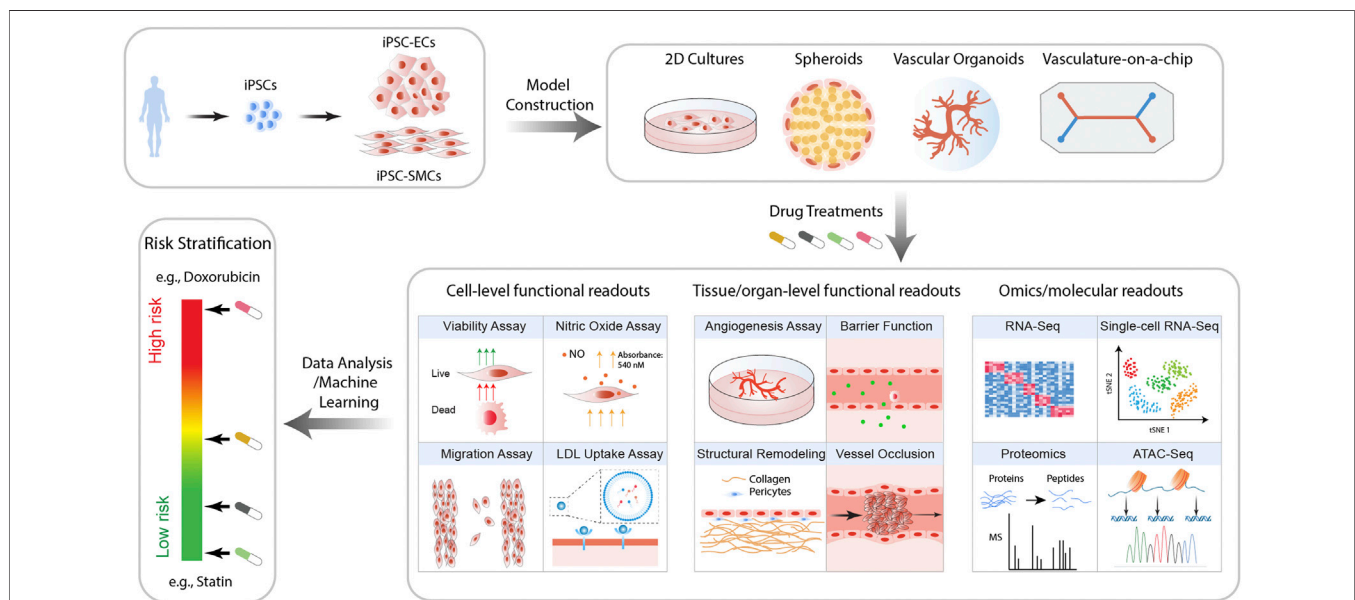 iPSCs
iPSC-ECs
iPSC-SMCs
Model
Construction
2D Cultures
Spheroids
Vascular Organoids
Vasculature-on-a-chip
Drug Treatments
Cell-level functional readouts
Viability Assay
Live
Dead
Nitric Oxide Assay
NO
Absorbance:
540 nM
Migration Assay
LDL Uptake Assay
Tissue/organ-level functional readouts
Angiogenesis Assay
Barrier Function
Structural Remodeling
Collagen
Pericytes
Vessel Occlusion
Omics/molecular readouts
RNA-Seq
Single-cell RNA-Seq
tSNE 2
tSNE 1
Proteomics
Proteins
Peptides
MS
ATAC-Seq
Data Analysis
/Machine
Learning
Risk Stratification
e.g., Doxorubicin
High risk
Low risk
e.g., Statin